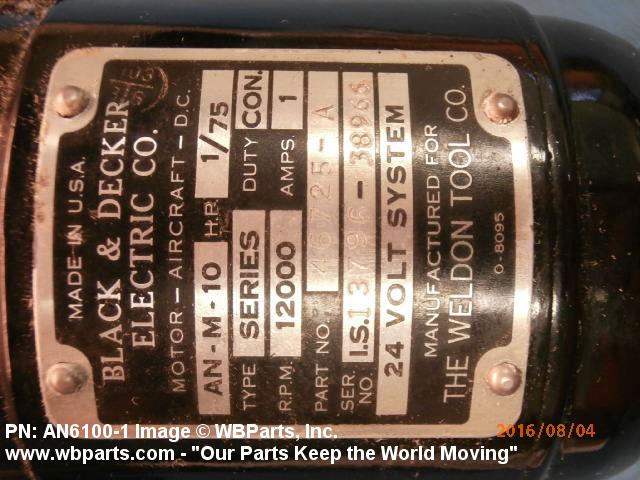 MADE-IN U.S.A.
BLACK & DECKER
ELECTRIC CO.
MOTOR - AIRCRAFT - D.C.
AN - M - 10 H.P. 1/75
TYPE SERIES DUTY CON.
R.P.M. 12000 AMPS. 1
PART NO. 46725-A
SER. NO. I.S.13796-38966
24 VOLT SYSTEM
MANUFACTURED FOR
THE WELDON TOOL CO.
O-8095
PN: AN6100-1 Image © WBParts, Inc.
2016/08/04
www.wbparts.com - "Our Parts Keep the World Moving"